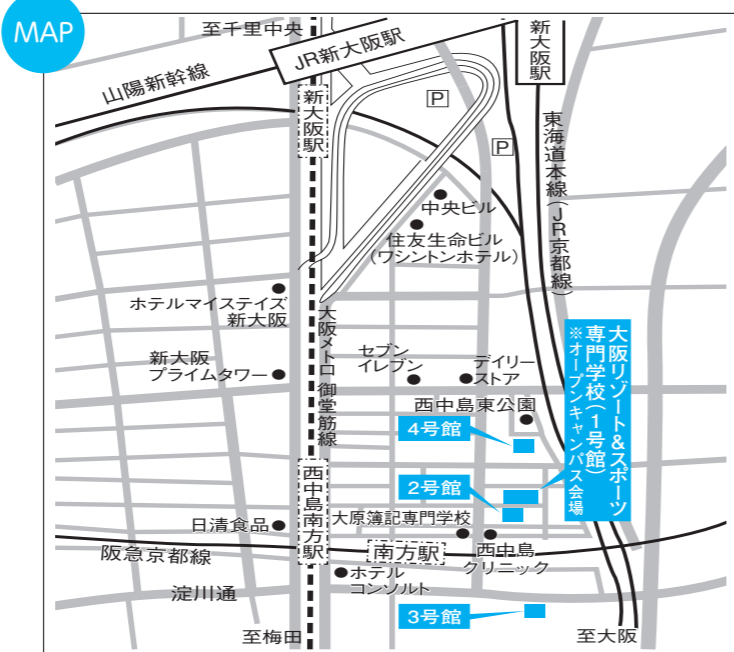 MAP
至千里中央
JR新大阪駅
新大阪駅
山陽新幹線
新大阪駅
P
P
東海道本線(JR京都線)
中央ビル
住友生命ビル
(ワシントンホテル)
ホテルマイステイズ
新大阪
大阪メトロ 御堂筋線
新大阪
プライムタワー
セブン
イレブン
デイリー
ストア
大阪リゾート&スポーツ
専門学校(1号館)
※オープンキャンパス会場
西中島東公園
4号館
2号館
西中島南方駅
日清食品
大原簿記専門学校
阪急京都線
南方駅
西中島
クリニック
ホテル
コンソルト
淀川通
3号館
至梅田
至大阪